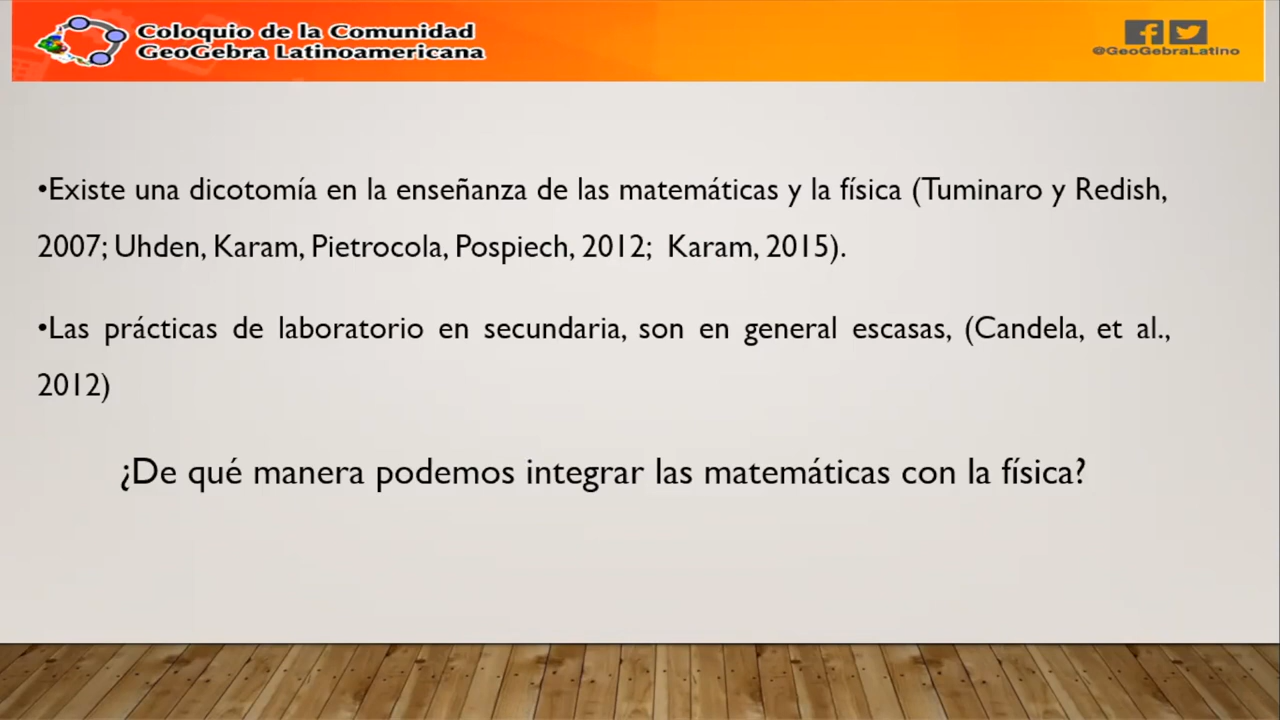 Coloquio de la Comunidad
GeoGebra Latinoamericana
@GeoGebraLatino
•Existe una dicotomía en la enseñanza de las matemáticas y la física (Tuminaro y Redish,
2007; Uhden, Karam, Pietrocola, Pospiech, 2012; Karam, 2015).
•Las prácticas de laboratorio en secundaria, son en general escasas, (Candela, et al.,
2012)
¿De qué manera podemos integrar las matemáticas con la física?